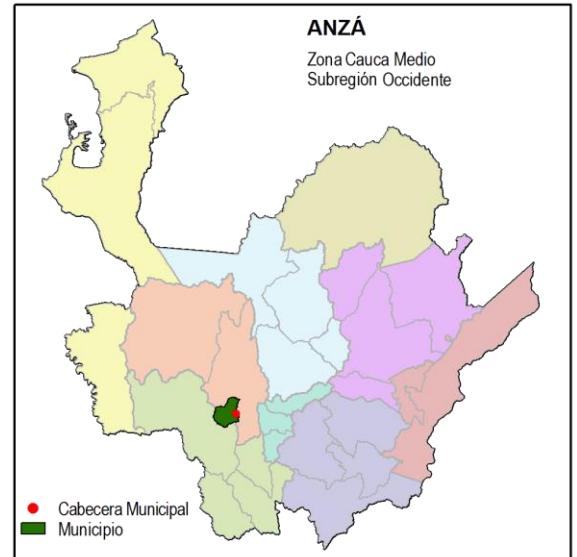 ANZÁ
Zona Cauca Medio
Subregión Occidente
Cabecera Municipal
Municipio